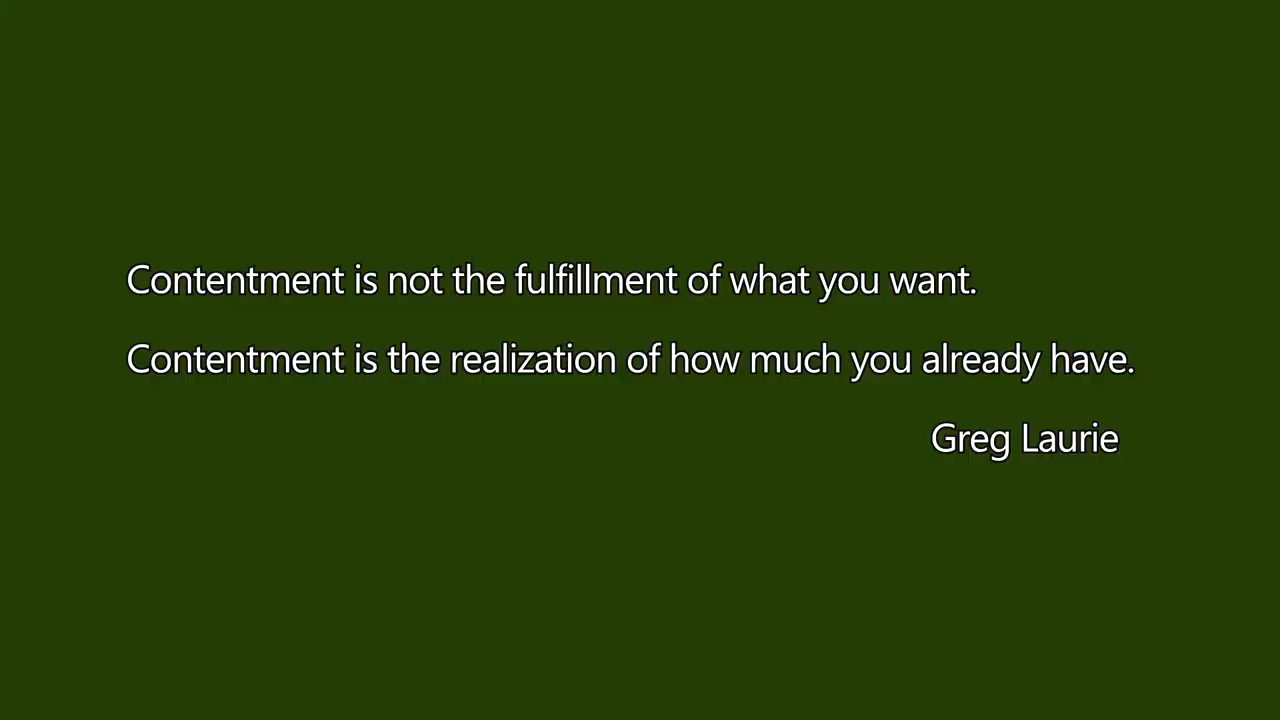 Contentment is not the fulfillment of what you want.
Contentment is the realization of how much you already have.
Greg Laurie